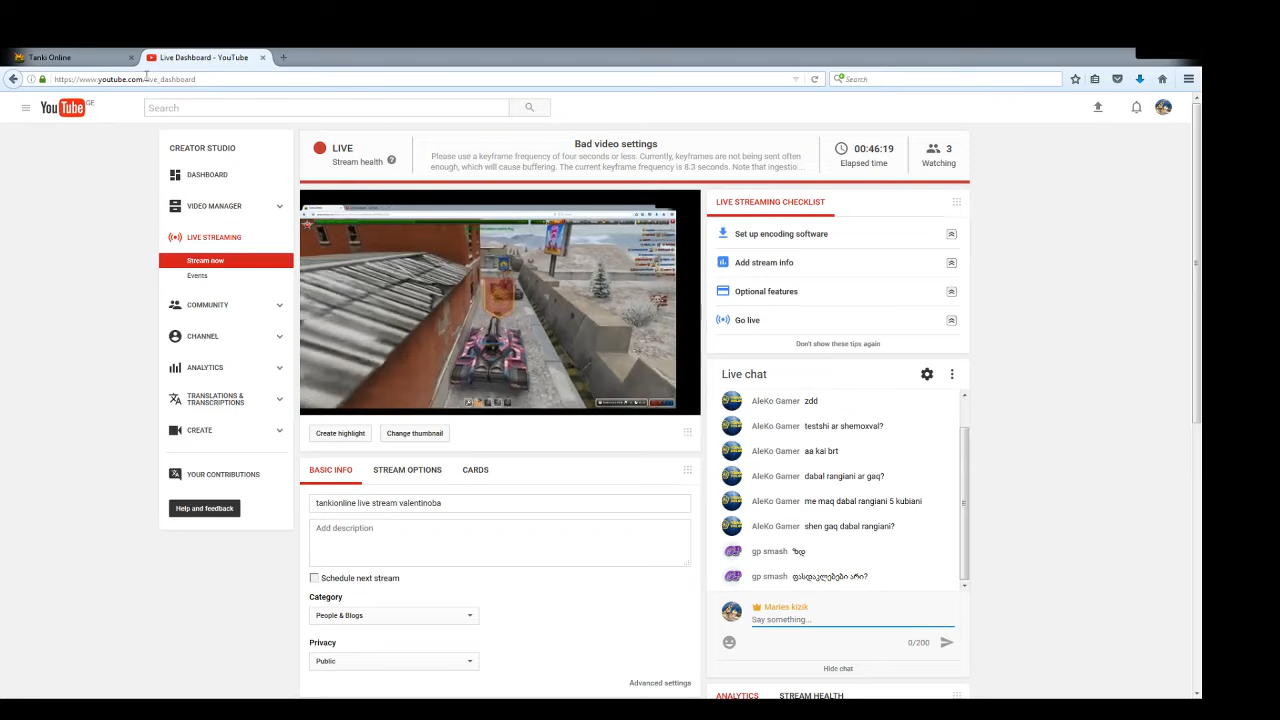 Tanki Online
Live Dashboard - YouTube
https://www.youtube.com/live_dashboard
Search
YouTube GE
Search
CREATOR STUDIO
DASHBOARD
VIDEO MANAGER
LIVE STREAMING
Stream now
Events
COMMUNITY
CHANNEL
ANALYTICS
TRANSLATIONS &
TRANSCRIPTIONS
CREATE
YOUR CONTRIBUTIONS
Help and feedback
LIVE
Stream health
Bad video settings
Please use a keyframe frequency of four seconds or less. Currently, keyframes are not being sent often
enough, which will cause buffering. The current keyframe frequency is 8.3 seconds. Note that ingestio...
00:46:19
Elapsed time
3
Watching
Create highlight
Change thumbnail
BASIC INFO
STREAM OPTIONS
CARDS
tankionline live stream valentinoba
Add description
Schedule next stream
Category
People & Blogs
Privacy
Public
Advanced settings
LIVE STREAMING CHECKLIST
Set up encoding software
Add stream info
Optional features
Go live
Don't show these tips again
Live chat
AleKo Gamer zdd
AleKo Gamer testshi ar shemoxval?
AleKo Gamer aa kai brt
AleKo Gamer dabal rangiani ar gaq?
AleKo Gamer me maq dabal rangiani 5 kubiani
AleKo Gamer shen gaq dabal rangiani?
gp smash ზდ
gp smash ფასდაკლებები არი?
Maries kizik
Say something...
0/200
Hide chat
ANALYTICS
STREAM HEALTH